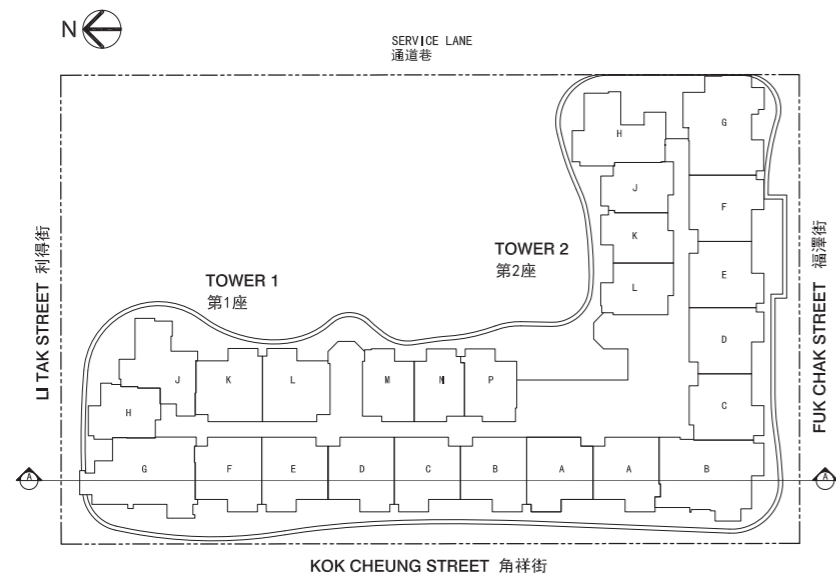 N
SERVICE LANE
通道巷
H
G
J
F
K
E
L
D
C
TOWER 2
第2座
TOWER 1
第1座
LI TAK STREET 利得街
FUK CHAK STREET 福澤街
J
K
L
M
N
P
H
G
F
E
D
C
B
A
A
B
A
A
KOK CHEUNG STREET 角祥街